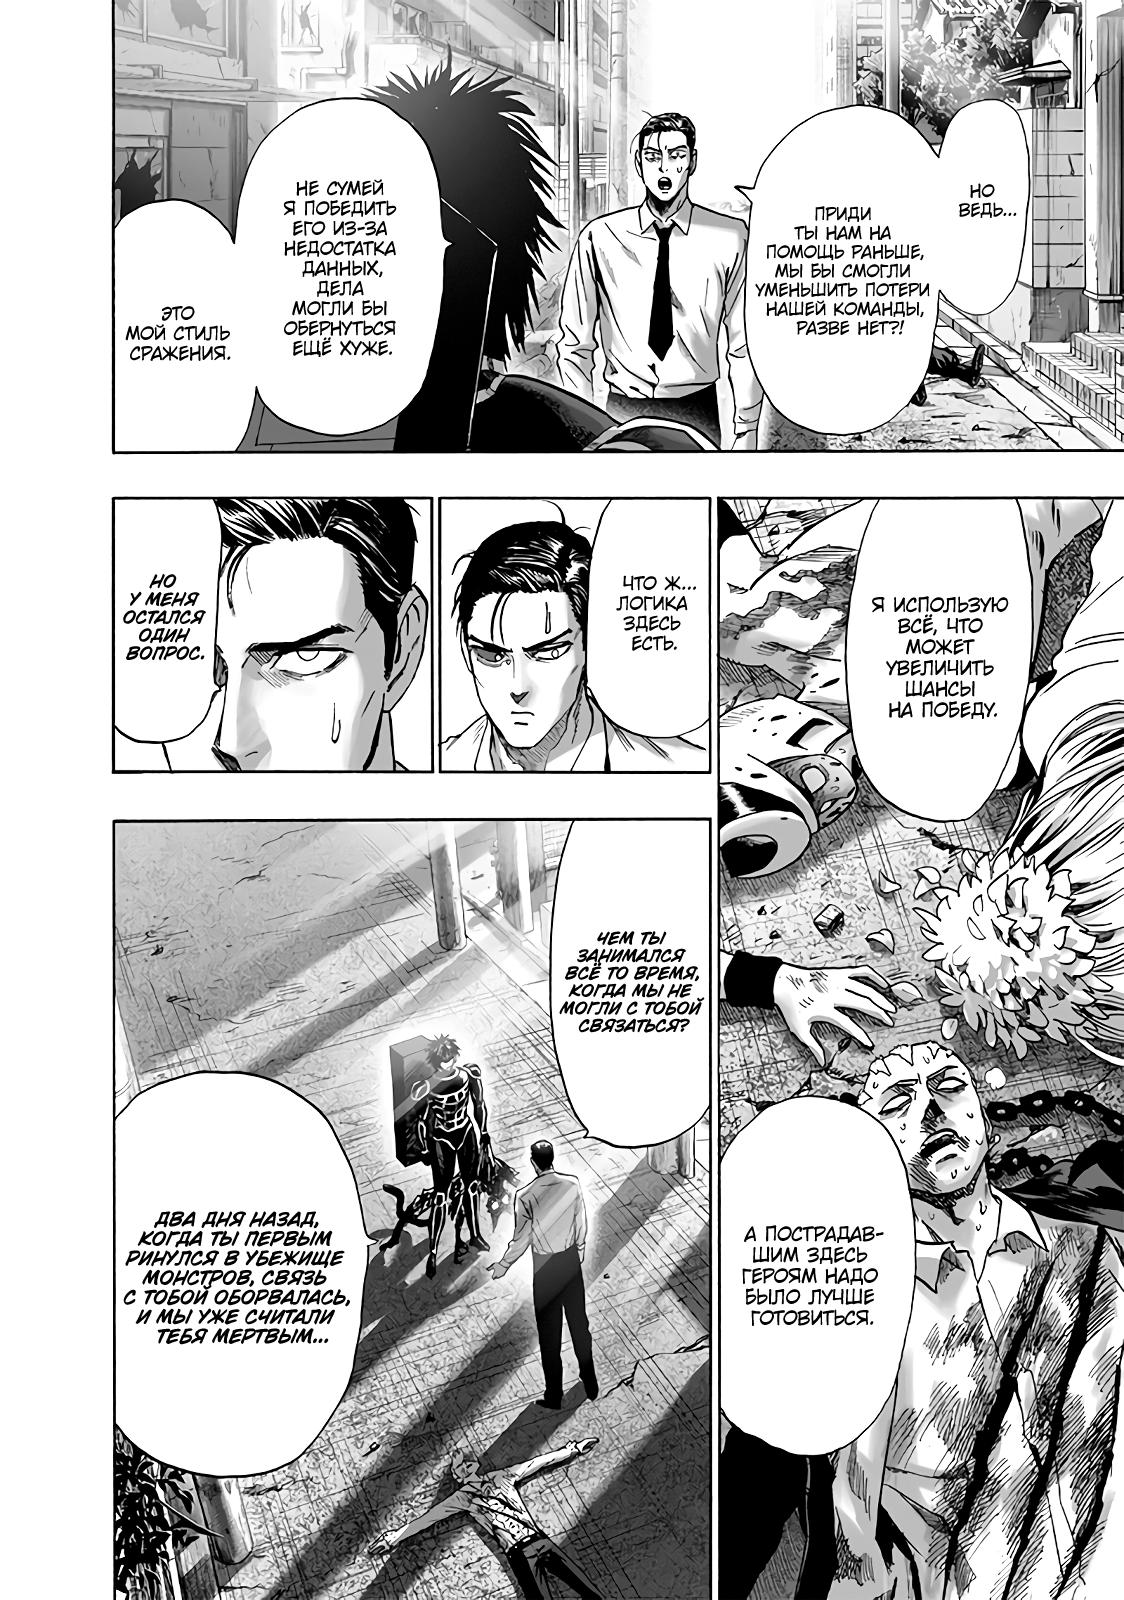 НО
ВЕДЬ...
ПРИДИ
ТЫ НАМ НА
ПОМОЩЬ РАНЬШЕ,
МЫ БЫ СМОГЛИ
УМЕНЬШИТЬ ПОТЕРИ
НАШЕЙ КОМАНДЫ,
РАЗВЕ НЕТ?!
НЕ СУМЕЙ
Я ПОБЕДИТЬ
ЕГО ИЗ-ЗА
НЕДОСТАТКА
ДАННЫХ,
ДЕЛА
МОГЛИ БЫ
ОБЕРНУТЬСЯ
ЕЩЁ ХУЖЕ.
ЭТО
МОЙ СТИЛЬ
СРАЖЕНИЯ.
Я ИСПОЛЬЗУЮ
ВСЁ, ЧТО
МОЖЕТ
УВЕЛИЧИТЬ
ШАНСЫ
НА ПОБЕДУ.
А ПОСТРАДАВ-
ШИМ ЗДЕСЬ
ГЕРОЯМ НАДО
БЫЛО ЛУЧШЕ
ГОТОВИТЬСЯ.
ЧТО Ж...
ЛОГИКА
ЗДЕСЬ
ЕСТЬ.
НО
У МЕНЯ
ОСТАЛСЯ
ОДИН
ВОПРОС.
ЧЕМ ТЫ
ЗАНИМАЛСЯ
ВСЁ ТО ВРЕМЯ,
КОГДА МЫ НЕ
МОГЛИ С ТОБОЙ
СВЯЗАТЬСЯ?
ДВА ДНЯ НАЗАД,
КОГДА ТЫ ПЕРВЫМ
РИНУЛСЯ В УБЕЖИЩЕ
МОНСТРОВ, СВЯЗЬ
С ТОБОЙ ОБОРВАЛАСЬ,
И МЫ УЖЕ СЧИТАЛИ
ТЕБЯ МЕРТВЫМ...